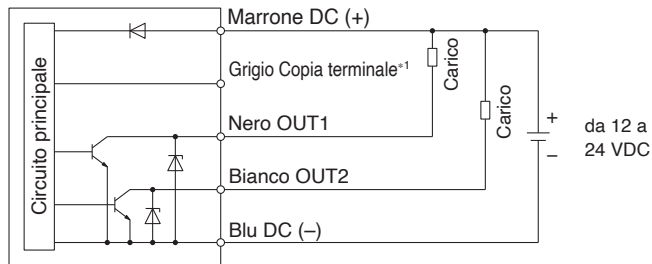 Circuito principale
Marrone DC (+)
Grigio Copia terminale*1
Nero OUT1
Bianco OUT2
Blu DC (–)
Carico
Carico
+
–
da 12 a
24 VDC